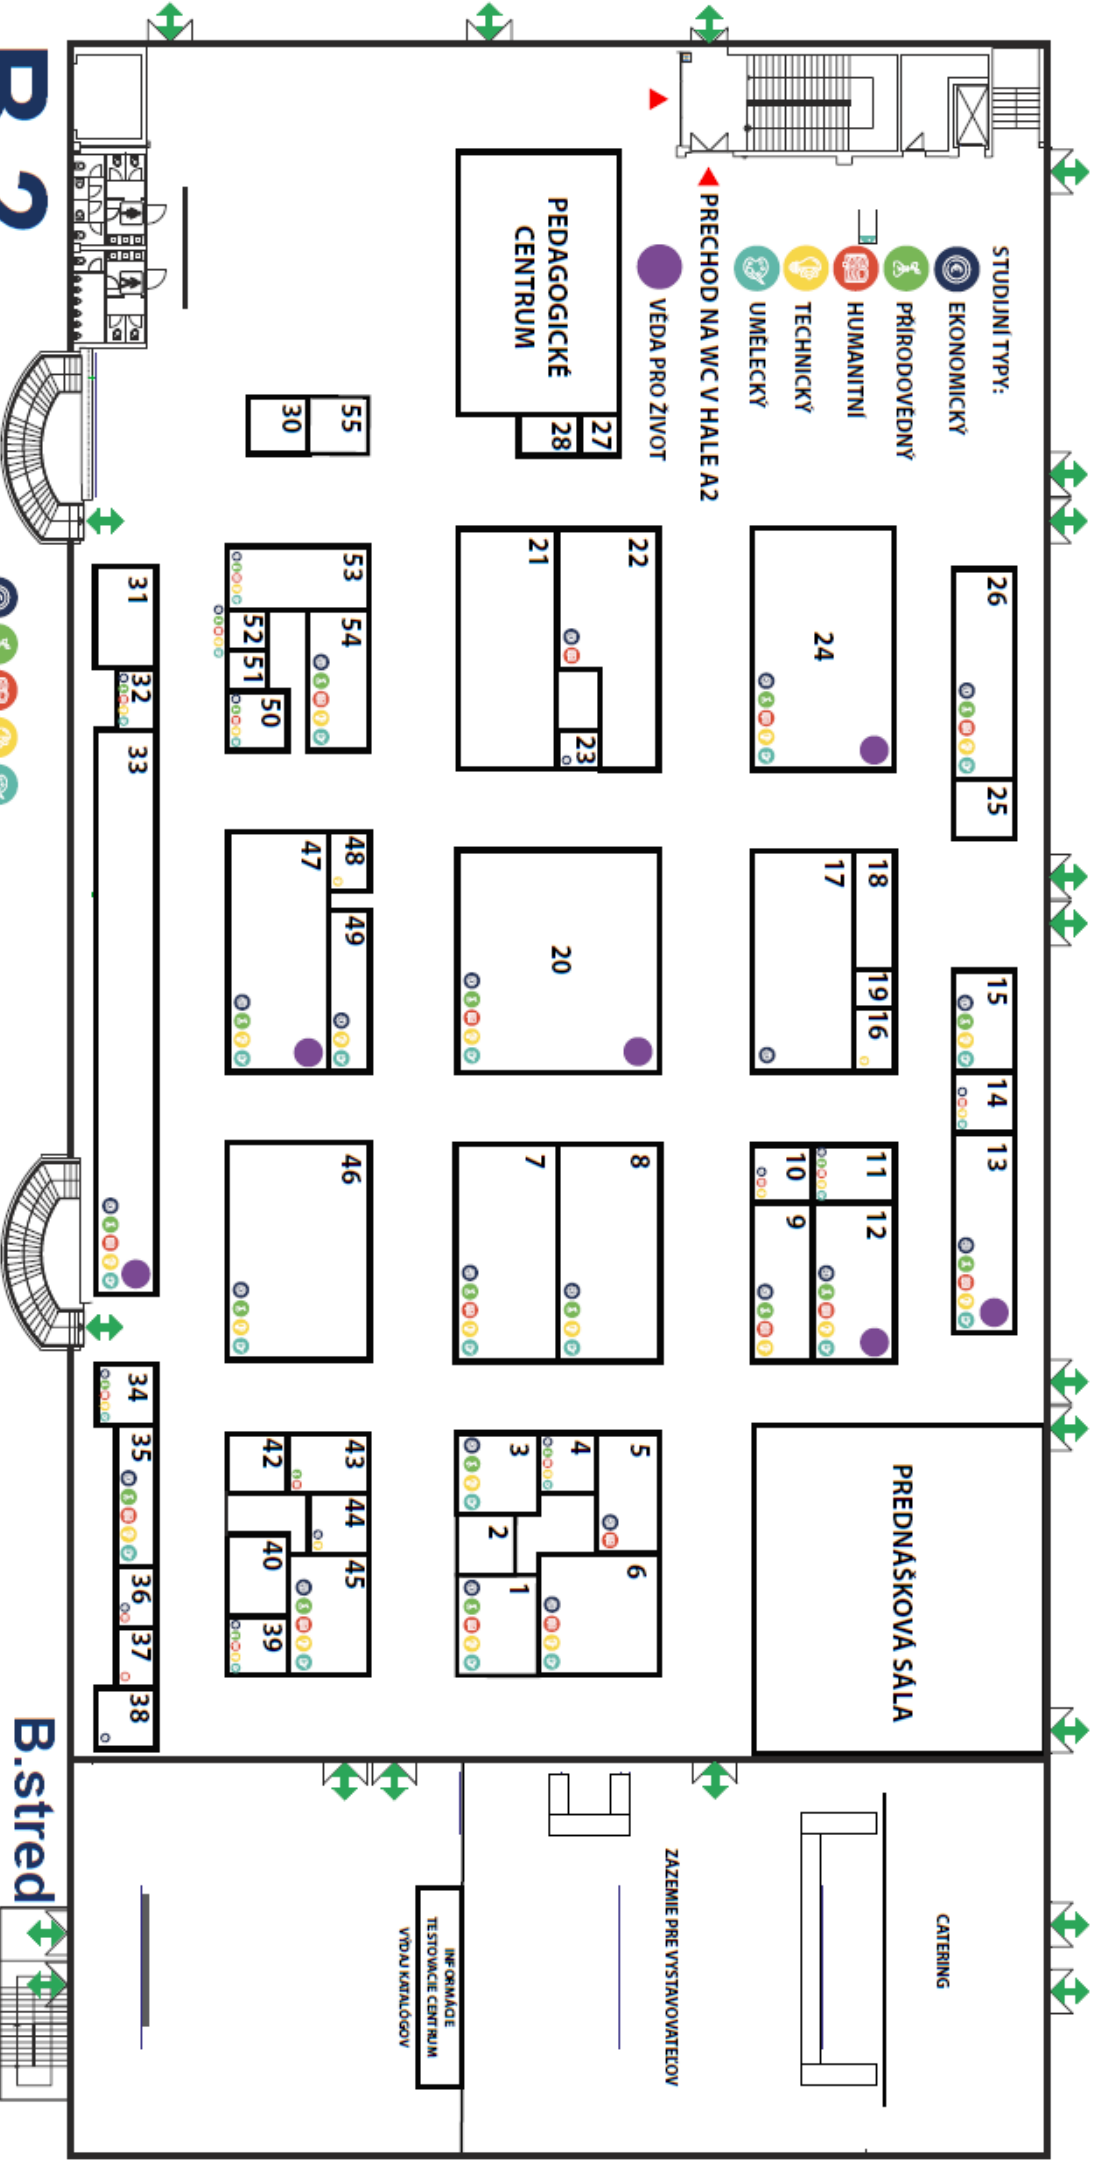 B 2
B.stred
STUDIJNÍ TYPY:
EKONOMICKÝ
PŘÍRODOVĚDNÝ
HUMANITNÍ
TECHNICKÝ
UMĚLECKÝ
PRECHOD NA WC V HALE A2
VĚDA PRO ŽIVOT
PEDAGOGICKÉ
CENTRUM
27
28
55
30
26
25
24
22
21
23
53
54
52
51
50
31
32
33
15
14
13
18
19
16
17
20
48
49
47
11
12
10
9
8
7
46
PREDNÁŠKOVÁ SÁLA
5
4
3
2
6
1
43
42
44
40
45
39
34
35
36
37
38
CATERING
ZÁZEMIE PRE VYSTAVOVATEĽOV
INFORMÁCIE
TESTOVACIE CENTRUM
VÝDAJ KATALÓGOV